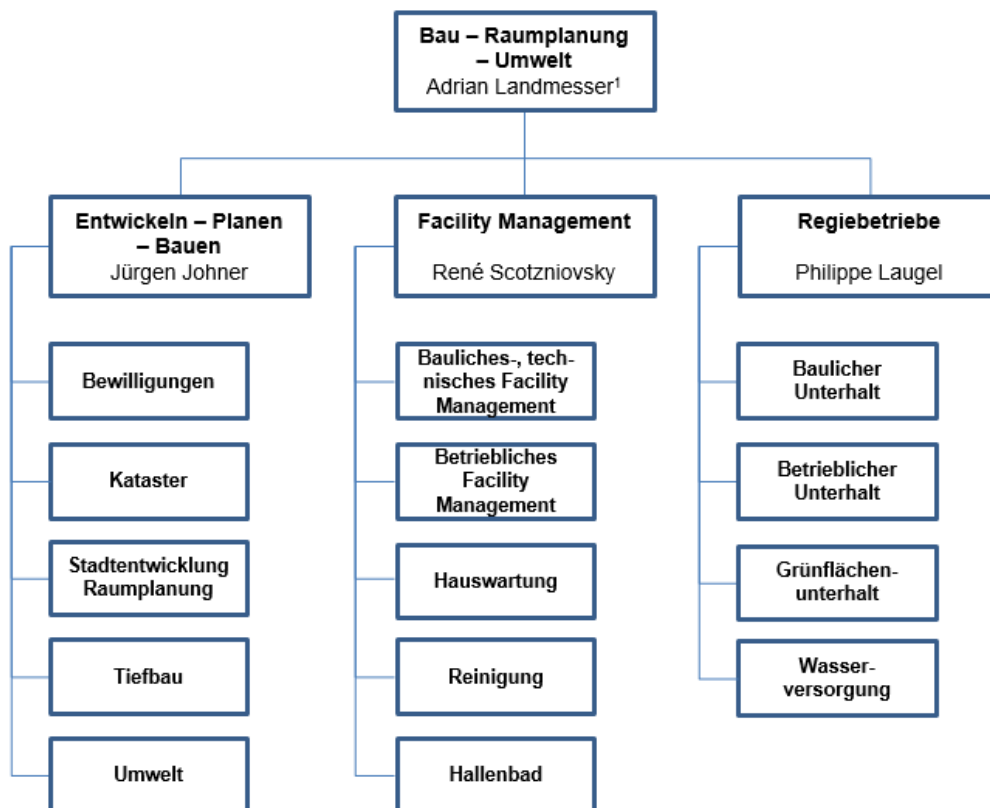 Bau – Raumplanung
– Umwelt
Adrian Landmesser¹
Entwickeln – Planen
– Bauen
Jürgen Johner
Bewilligungen
Kataster
Stadtentwicklung
Raumplanung
Tiefbau
Umwelt
Facility Management
René Scotzniovsky
Bauliches-, tech-
nisches Facility
Management
Betriebliches
Facility
Management
Hauswartung
Reinigung
Hallenbad
Regiebetriebe
Philippe Laugel
Baulicher
Unterhalt
Betrieblicher
Unterhalt
Grünflächen-
unterhalt
Wasser-
versorgung